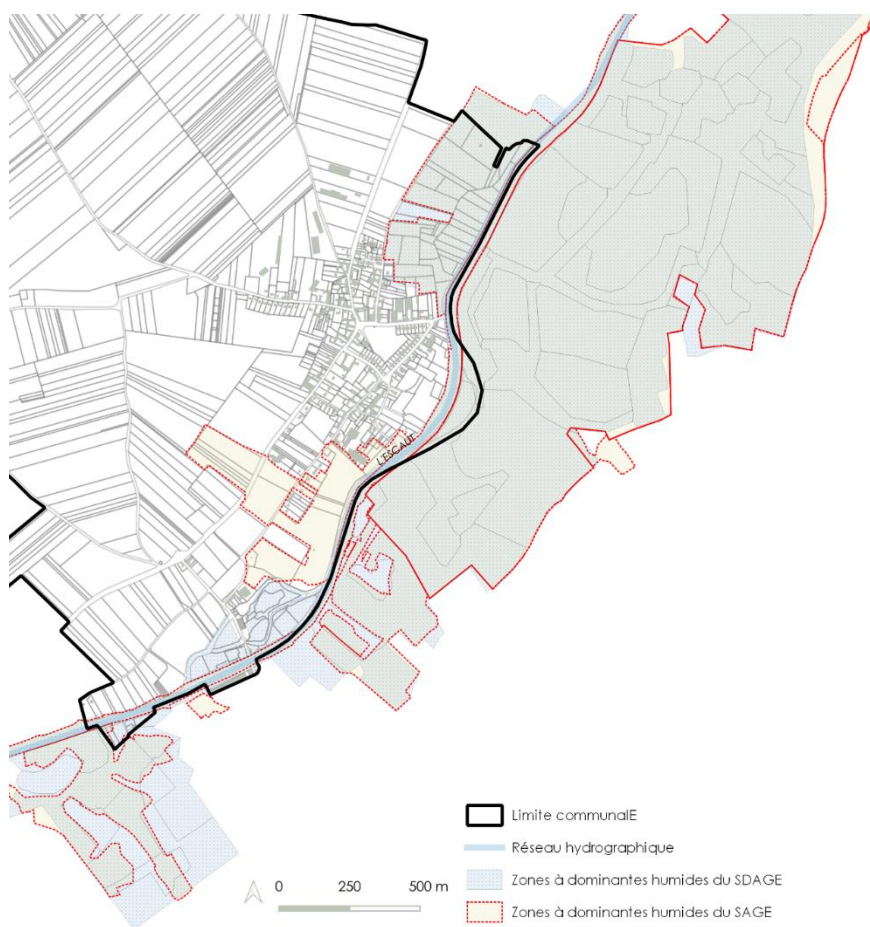 L'ESCAUT
Limite communalE
Réseau hydrographique
Zones à dominantes humides du SDAGE
Zones à dominantes humides du SAGE
0 250 500 m